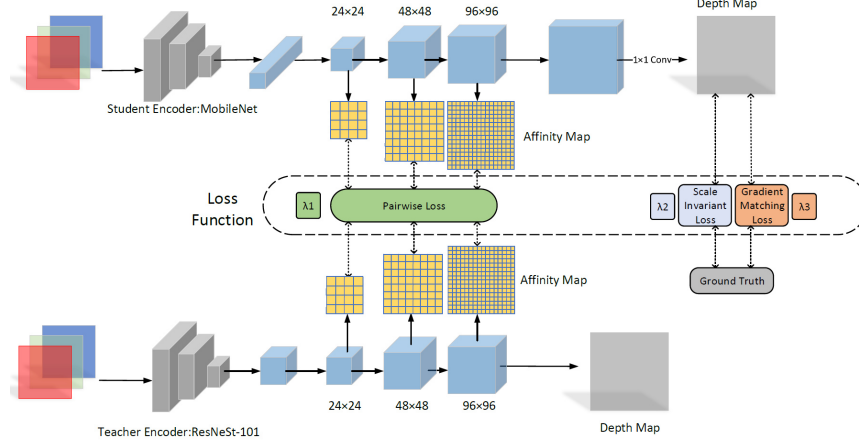 24×24
48×48
96×96
Depth Map
1×1 Conv
Student Encoder:MobileNet
Affinity Map
Loss
Function
λ1
Pairwise Loss
λ2
Scale
Invariant
Loss
Gradient
Matching
Loss
λ3
Affinity Map
Ground Truth
24×24
48×48
96×96
Teacher Encoder:ResNeSt-101
Depth Map